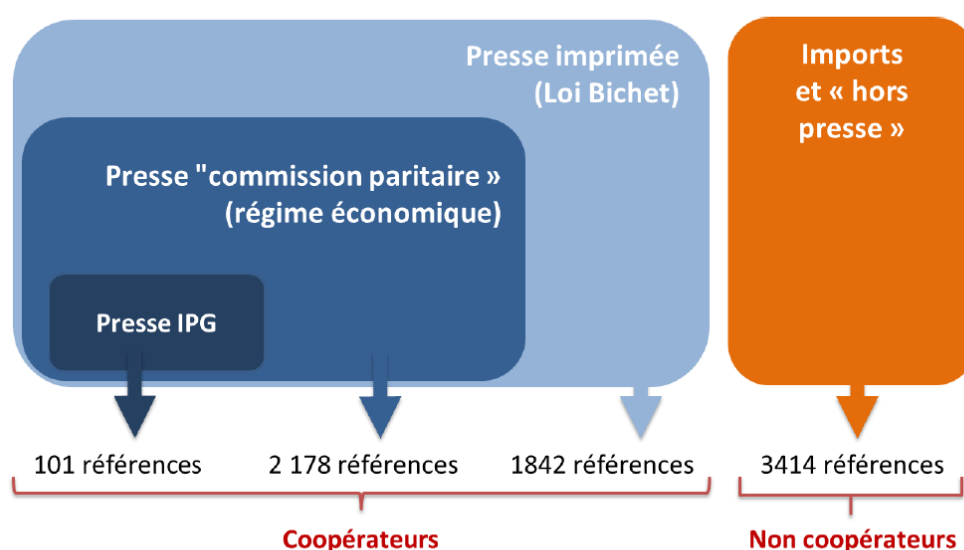 Presse imprimée
(Loi Bichet)
Imports
et « hors
presse »
Presse "commission paritaire »
(régime économique)
Presse IPG
101 références
2 178 références
1842 références
3414 références
Coopérateurs
Non coopérateurs